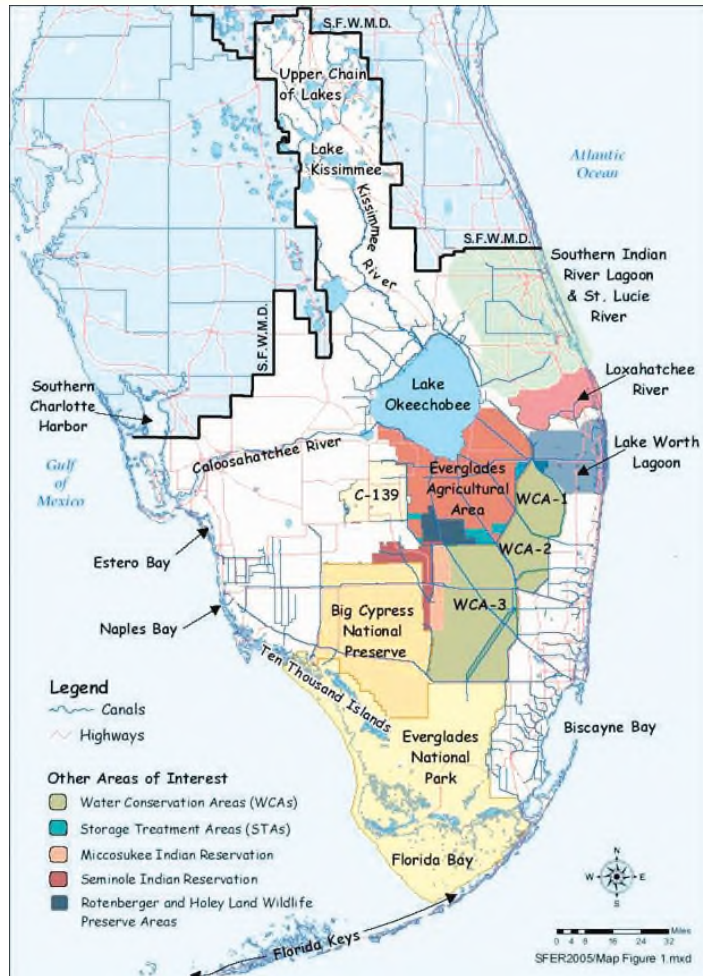 S.F.W.M.D.
Upper Chain
of Lakes
Lake
Kissimmee
Kissimmee
River
Atlantic
Ocean
S.F.W.M.D.
Southern Indian
River Lagoon
& St. Lucie
River
S.F.W.M.D.
Southern
Charlotte
Harbor
Lake
Okeechobee
Loxahatchee
River
Caloosahatchee River
Gulf
of
Mexico
Everglades
Agricultural
Area
Lake Worth
Lagoon
C-139
WCA-1
WCA-2
Estero Bay
WCA-3
Naples Bay
Big Cypress
National
Preserve
Ten Thousand Islands
Legend
Canals
Highways
Biscayne Bay
Everglades
National
Park
Other Areas of Interest
Water Conservation Areas (WCAs)
Storage Treatment Areas (STAs)
Miccosukee Indian Reservation
Seminole Indian Reservation
Rotenberger and Holey Land Wildlife
Preserve Areas
Florida Bay
Florida Keys
N
W E
S
Miles
0 4 8 16 24 32
SFER2005/Map Figure 1.mxd